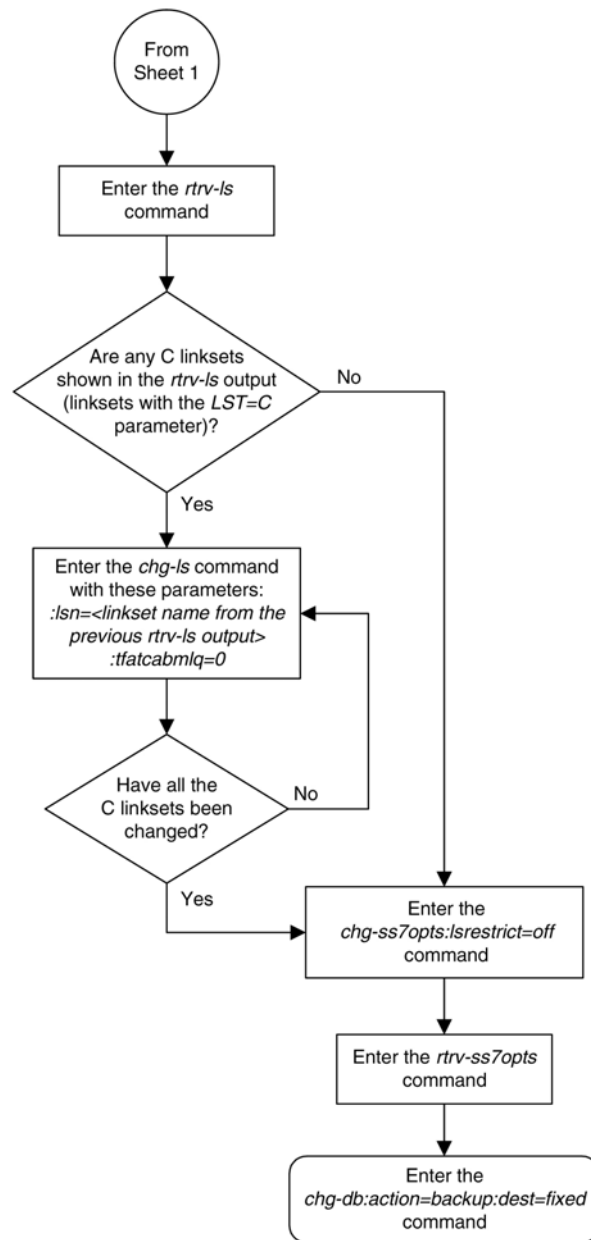 From
Sheet 1
Enter the rtrv-ls
command
Are any C linksets
shown in the rtrv-ls output
(linksets with the LST=C
parameter)?
No
Yes
Enter the chg-ls command
with these parameters:
:lsn=<linkset name from the
previous rtrv-ls output>
:tfatcabmlq=0
Have all the
C linksets been
changed?
No
Yes
Enter the
chg-ss7opts:lsrestrict=off
command
Enter the rtrv-ss7opts
command
Enter the
chg-db:action=backup:dest=fixed
command